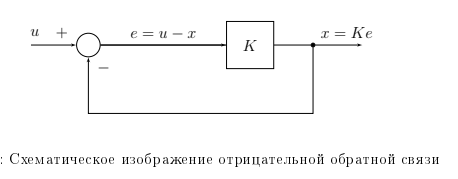 u + e = u − x K x = Ke
−
: Схематическое изображение отрицательной обратной связи